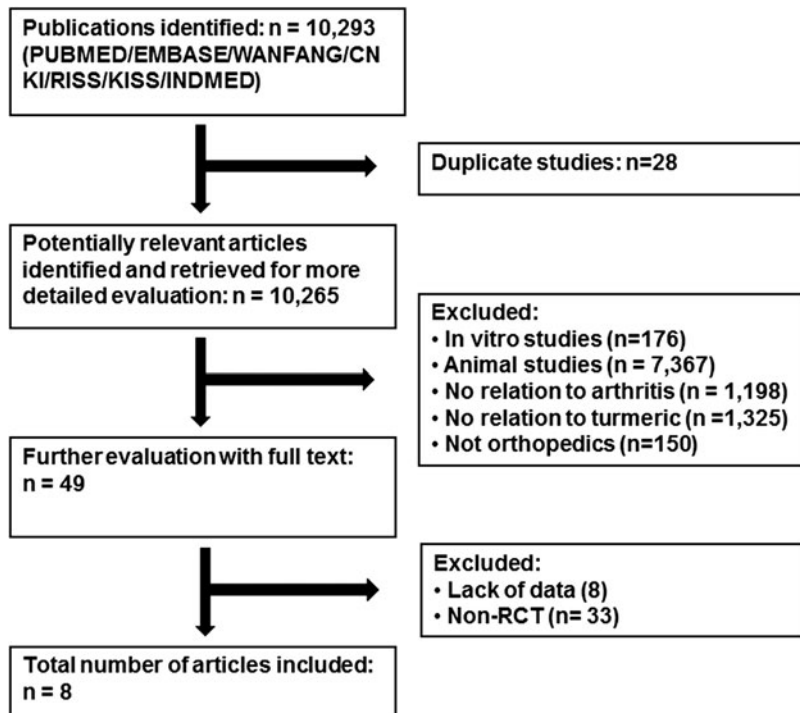 Publications identified: n = 10,293
(PUBMED/EMBASE/WANFANG/CN
KI/RISS/KISS/INDMED)
Duplicate studies: n=28
Potentially relevant articles
identified and retrieved for more
detailed evaluation: n = 10,265
Excluded:
• In vitro studies (n=176)
• Animal studies (n = 7,367)
• No relation to arthritis (n = 1,198)
• No relation to turmeric (n =1,325)
• Not orthopedics (n=150)
Further evaluation with full text:
n = 49
Excluded:
• Lack of data (8)
• Non-RCT (n= 33)
Total number of articles included:
n = 8